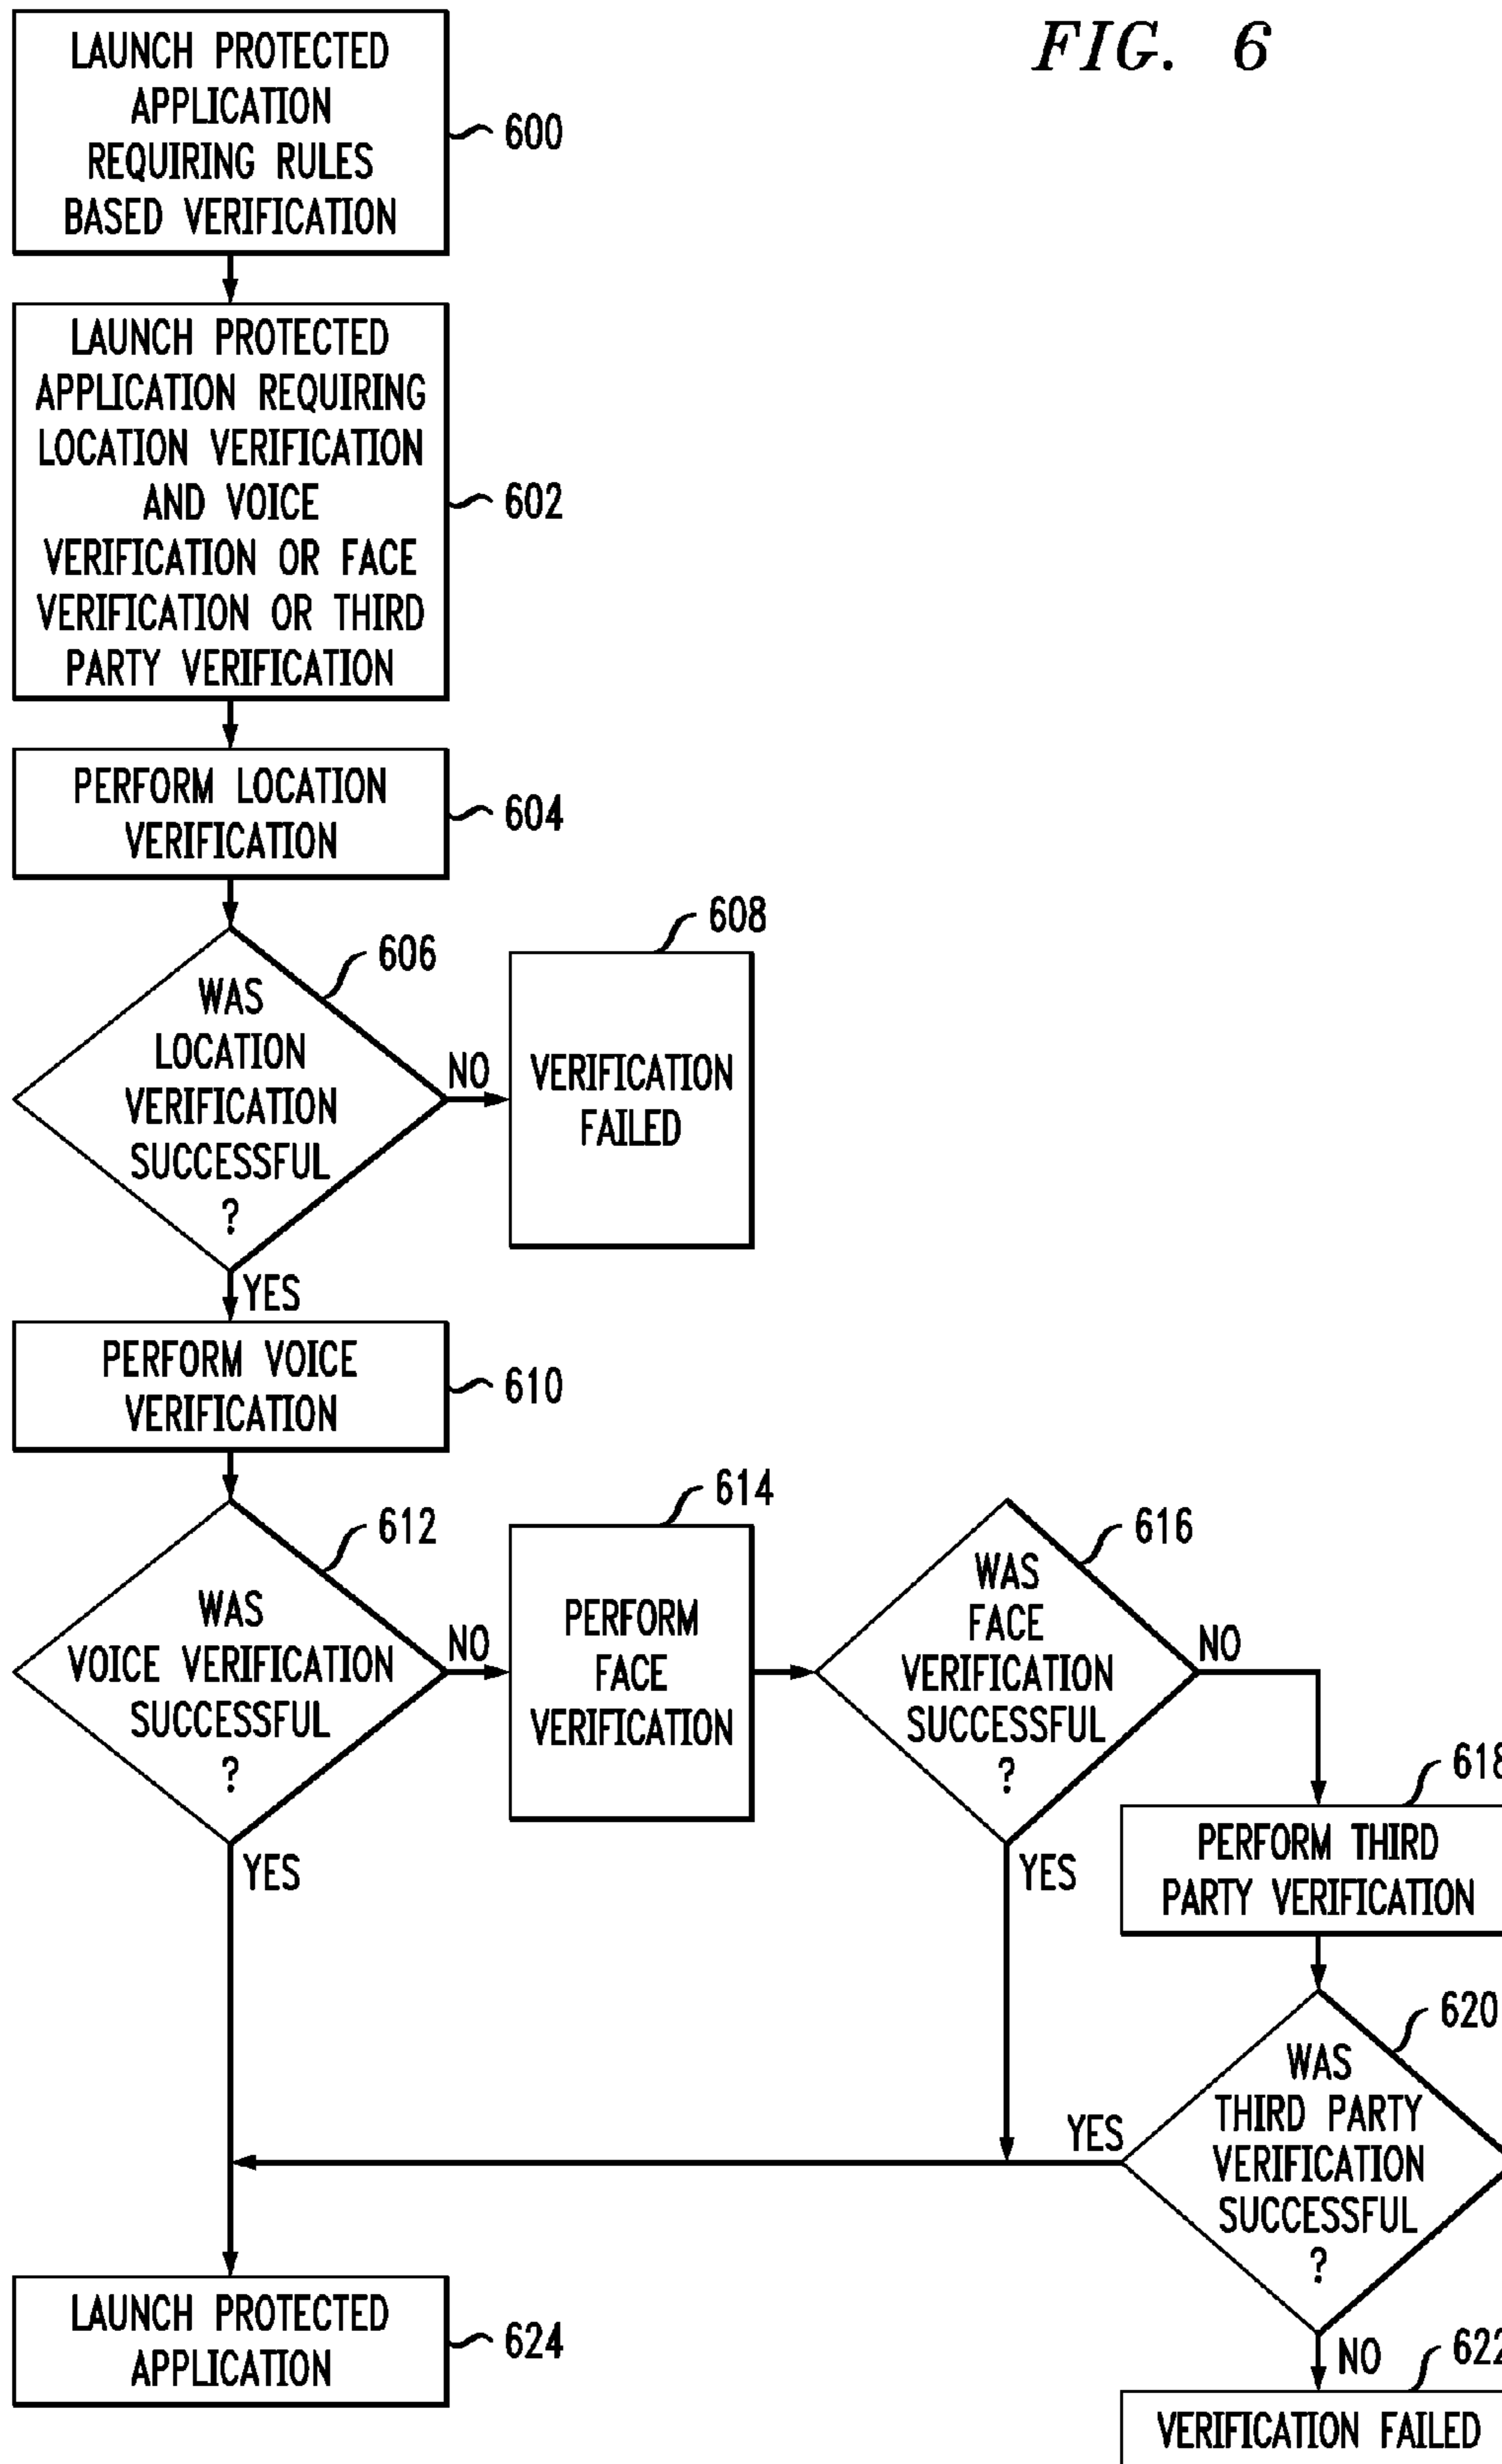 FIG. 6
LAUNCH PROTECTED
APPLICATION
REQUIRING RULES
BASED VERIFICATION
600
LAUNCH PROTECTED
APPLICATION REQUIRING
LOCATION VERIFICATION
AND VOICE
VERIFICATION OR FACE
VERIFICATION OR THIRD
PARTY VERIFICATION
602
PERFORM LOCATION
VERIFICATION
604
606
WAS
LOCATION
VERIFICATION
SUCCESSFUL
?
NO
608
VERIFICATION
FAILED
YES
PERFORM VOICE
VERIFICATION
610
612
WAS
VOICE VERIFICATION
SUCCESSFUL
?
NO
614
PERFORM
FACE
VERIFICATION
616
WAS
FACE
VERIFICATION
SUCCESSFUL
?
NO
618
PERFORM THIRD
PARTY VERIFICATION
YES
YES
620
WAS
THIRD PARTY
VERIFICATION
SUCCESSFUL
?
YES
NO
622
VERIFICATION FAILED
LAUNCH PROTECTED
APPLICATION
624